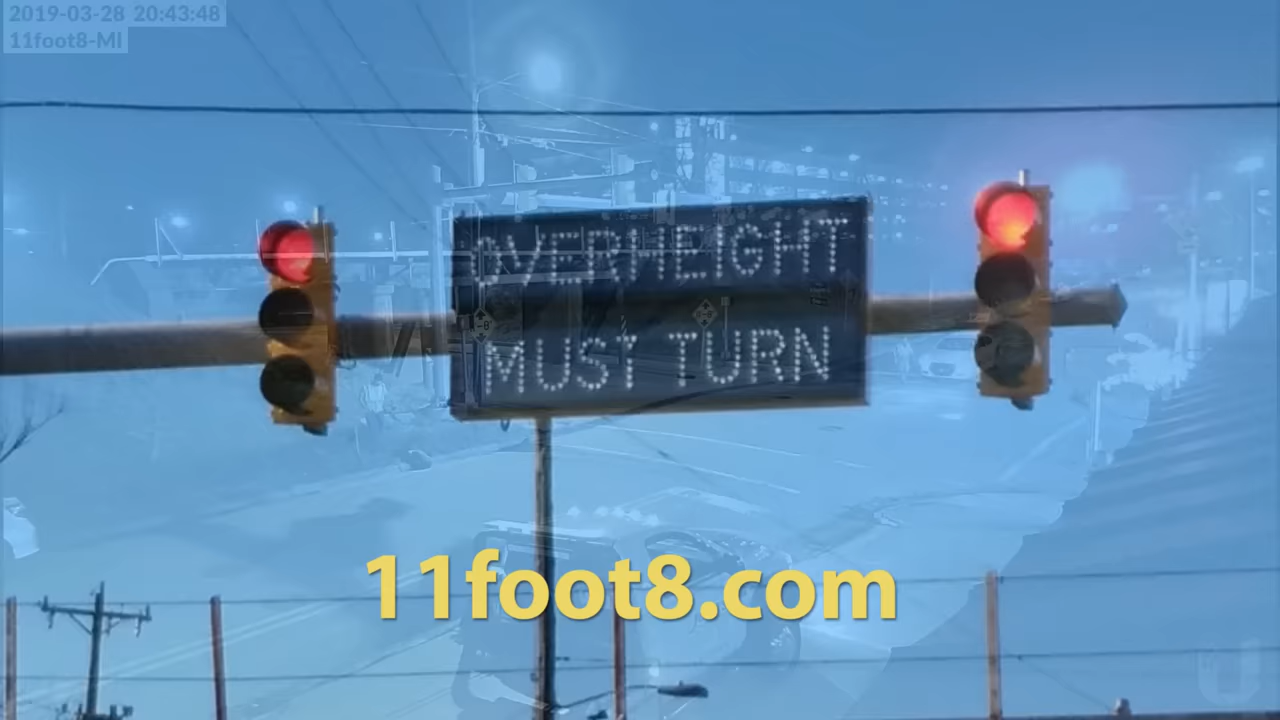 2019-03-28 20:43:48
11foot8-MI
OVERHEIGHT
MUST TURN
11foot8.com